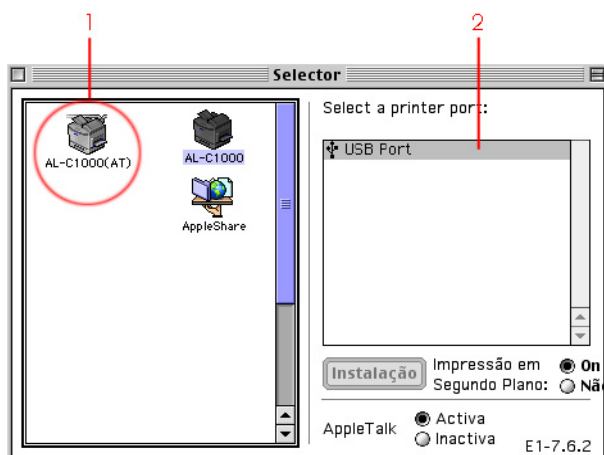 1
2
Selector
AL-C1000(AT)
AL-C1000
AppleShare
Select a printer port:
USB Port
Instalação
Impressão em
Segundo Plano:
On
Nã
AppleTalk
Activa
Inactiva
E1-7.6.2